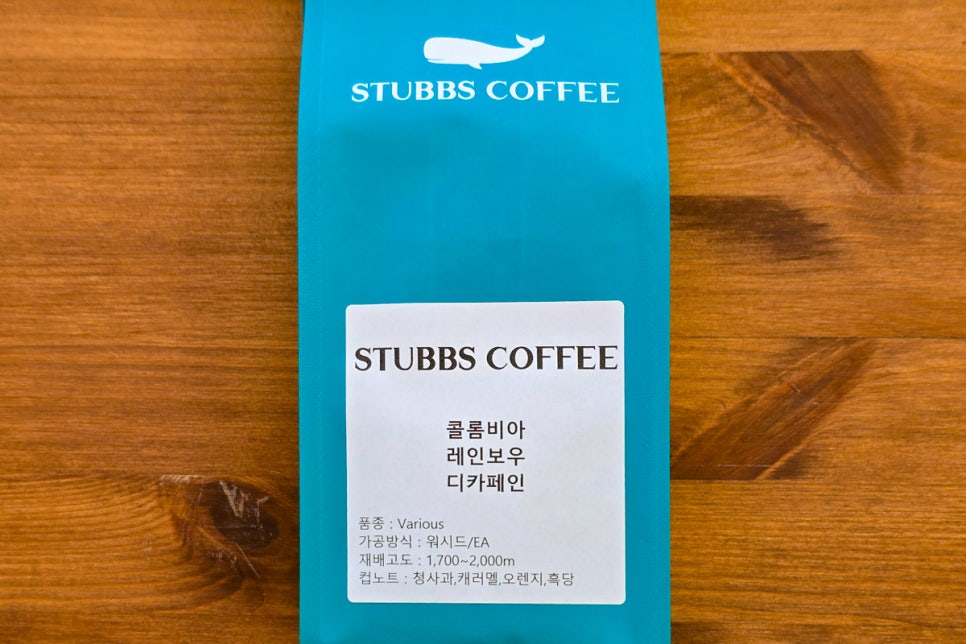 STUBBS COFFEE
STUBBS COFFEE
콜롬비아
레인보우
디카페인
품종 : Various
가공방식 : 워시드/EA
재배고도 : 1,700~2,000m
컵노트 : 청사과,캐러멜,오렌지,흑당